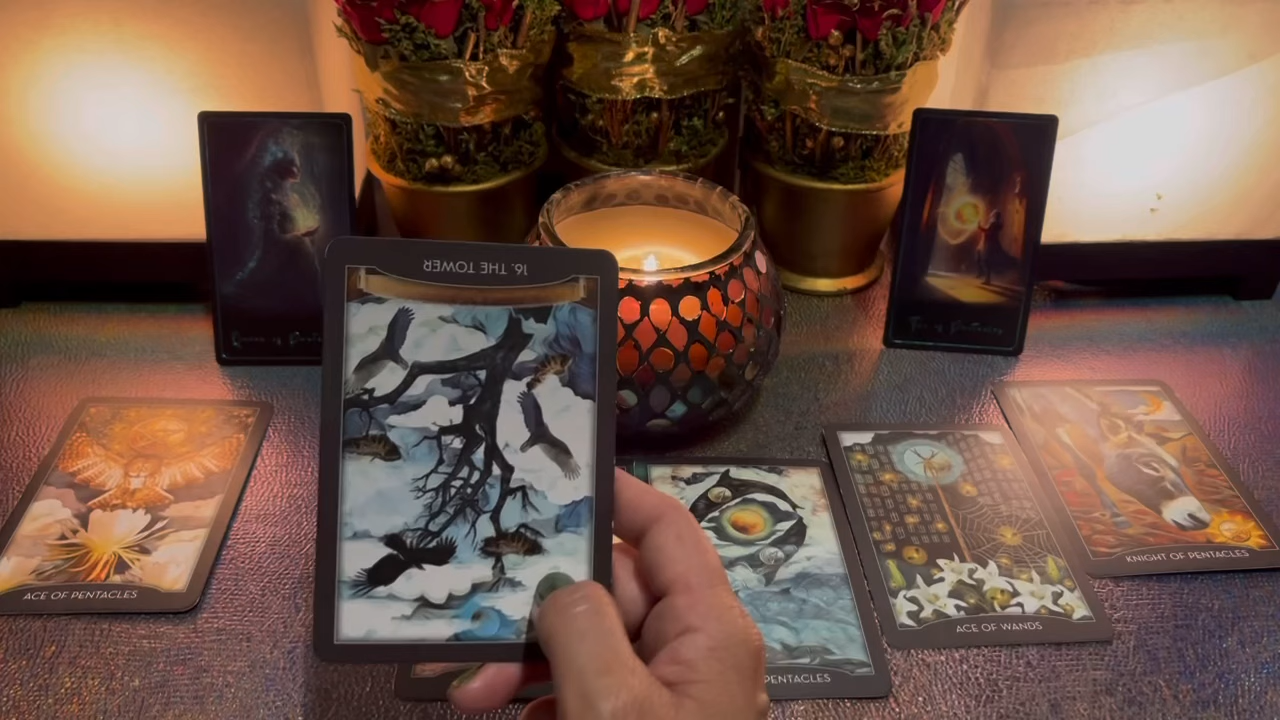 16. THE TOWER
ACE OF PENTACLES
PENTACLES
ACE OF WANDS
KNIGHT OF PENTACLES